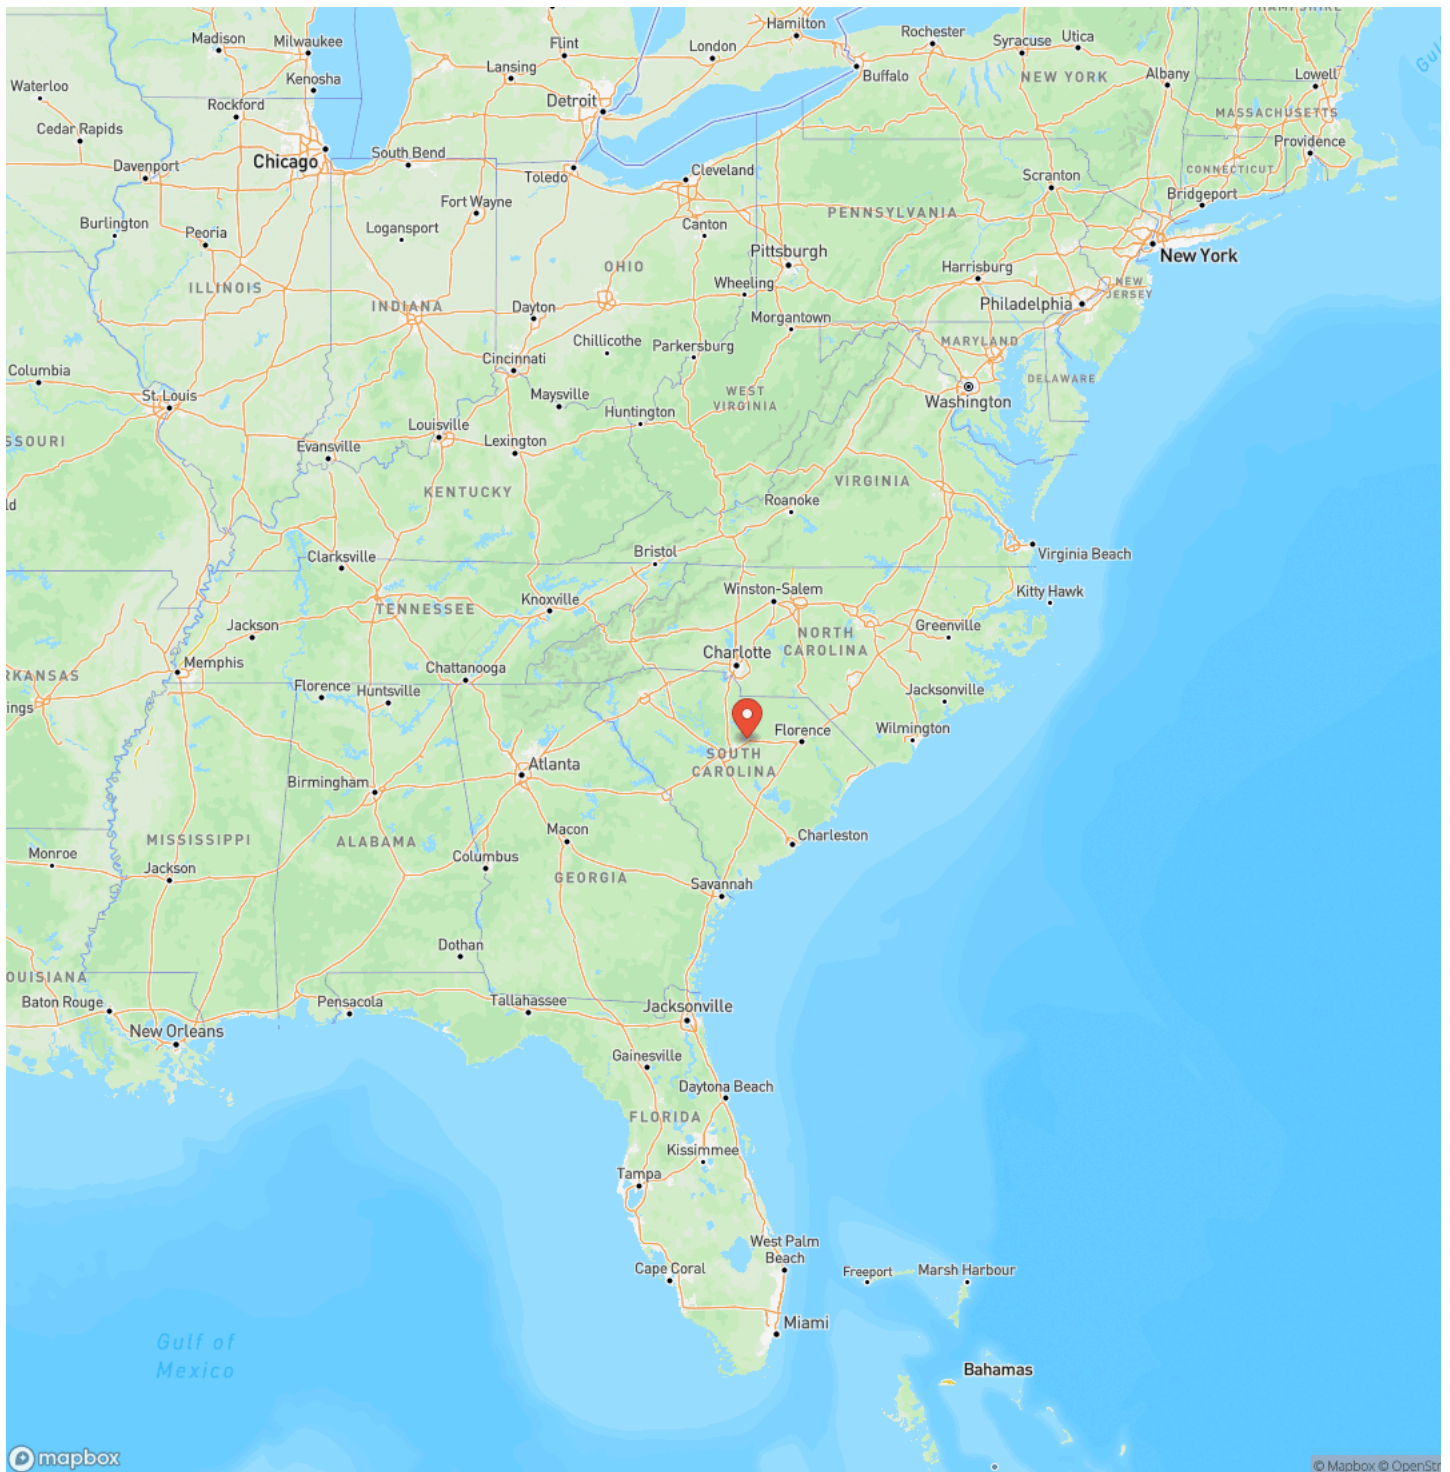 HAMPSHIRE
Madison
Milwaukee
Flint
London
Hamilton
Rochester
Syracuse
Utica
Waterloo
Kenosha
Lansing
Buffalo
NEW YORK
Albany
Lowell
Rockford
Detroit
MASSACHUSETTS
Cedar Rapids
Chicago
South Bend
Providence
Davenport
Toledo
Cleveland
Scranton
CONNECTICUT
Bridgeport
Burlington
Peoria
Logansport
Fort Wayne
Canton
PENNSYLVANIA
Pittsburgh
New York
OHIO
Harrisburg
ILLINOIS
INDIANA
Dayton
Wheeling
NEW
JERSEY
Philadelphia
Morgantown
Chillicothe
Parkersburg
MARYLAND
Columbia
Cincinnati
DELAWARE
St. Louis
Maysville
WEST
VIRGINIA
Washington
Huntington
SSOURI
Evansville
Louisville
Lexington
KENTUCKY
VIRGINIA
ld
Roanoke
Clarksville
Bristol
Virginia Beach
Winston-Salem
Kitty Hawk
TENNESSEE
Knoxville
Jackson
NORTH
CAROLINA
Greenville
Memphis
Chattanooga
Charlotte
RKANSAS
ings
Florence
Huntsville
Jacksonville
Florence
Wilmington
SOUTH
CAROLINA
Atlanta
Birmingham
MISSISSIPPI
ALABAMA
Macon
Charleston
Monroe
Jackson
Columbus
GEORGIA
Savannah
Dothan
OUISIANA
Baton Rouge
Pensacola
Tallahassee
Jacksonville
New Orleans
Gainesville
Daytona Beach
FLORIDA
Kissimmee
Tampa
West Palm
Beach
Cape Coral
Freeport
Marsh Harbour
Miami
Gulf of
Mexico
Bahamas
mapbox
© Mapbox © OpenStr